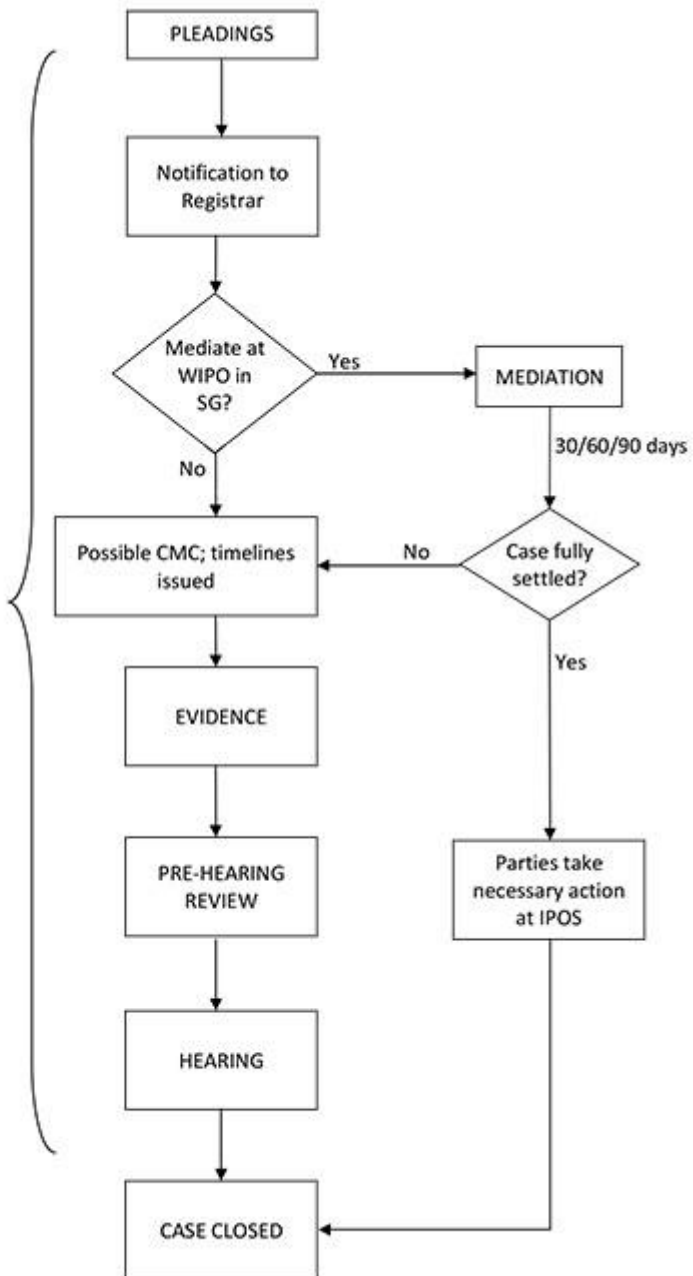 PLEADINGS
Notification to
Registrar
Mediate at
WIPO in
SG?
Yes
MEDIATION
30/60/90 days
No
Possible CMC; timelines
issued
No
Case fully
settled?
Yes
EVIDENCE
PRE-HEARING
REVIEW
Parties take
necessary action
at IPOS
HEARING
CASE CLOSED